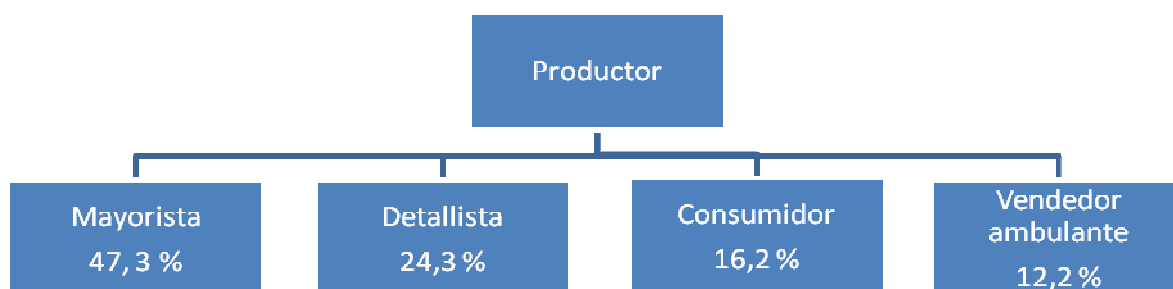 Productor
Mayorista
47, 3 %
Detallista
24,3 %
Consumidor
16,2 %
Vendedor
ambulante
12,2 %